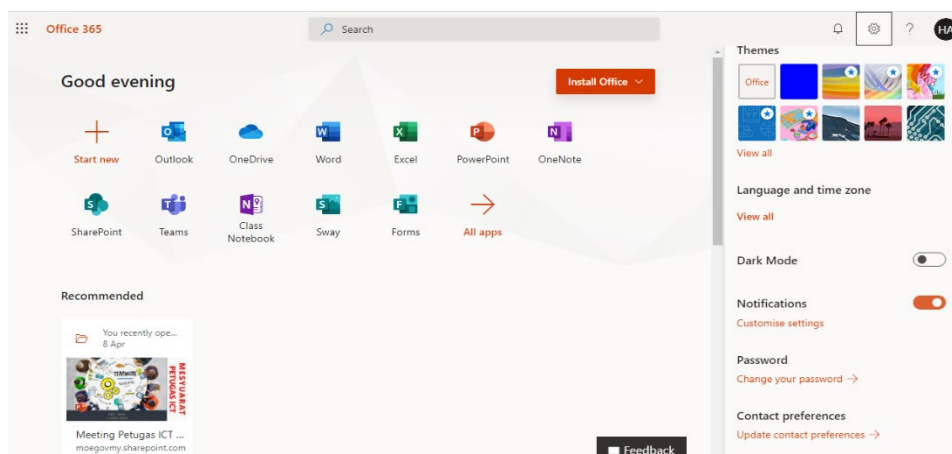 Office 365
Search
?
HA
Good evening
Install Office
Start new
Outlook
OneDrive
Word
Excel
PowerPoint
OneNote
SharePoint
Teams
Class
Notebook
Sway
Forms
All apps
Recommended
You recently ope...
8 Apr
TEAMWORK
MESYUARAT
PETUGAS ICT
Meeting Petugas ICT ...
moegovmy.sharepoint.com
Feedback
Themes
Office
View all
Language and time zone
View all
Dark Mode
Notifications
Customise settings
Password
Change your password →
Contact preferences
Update contact preferences →